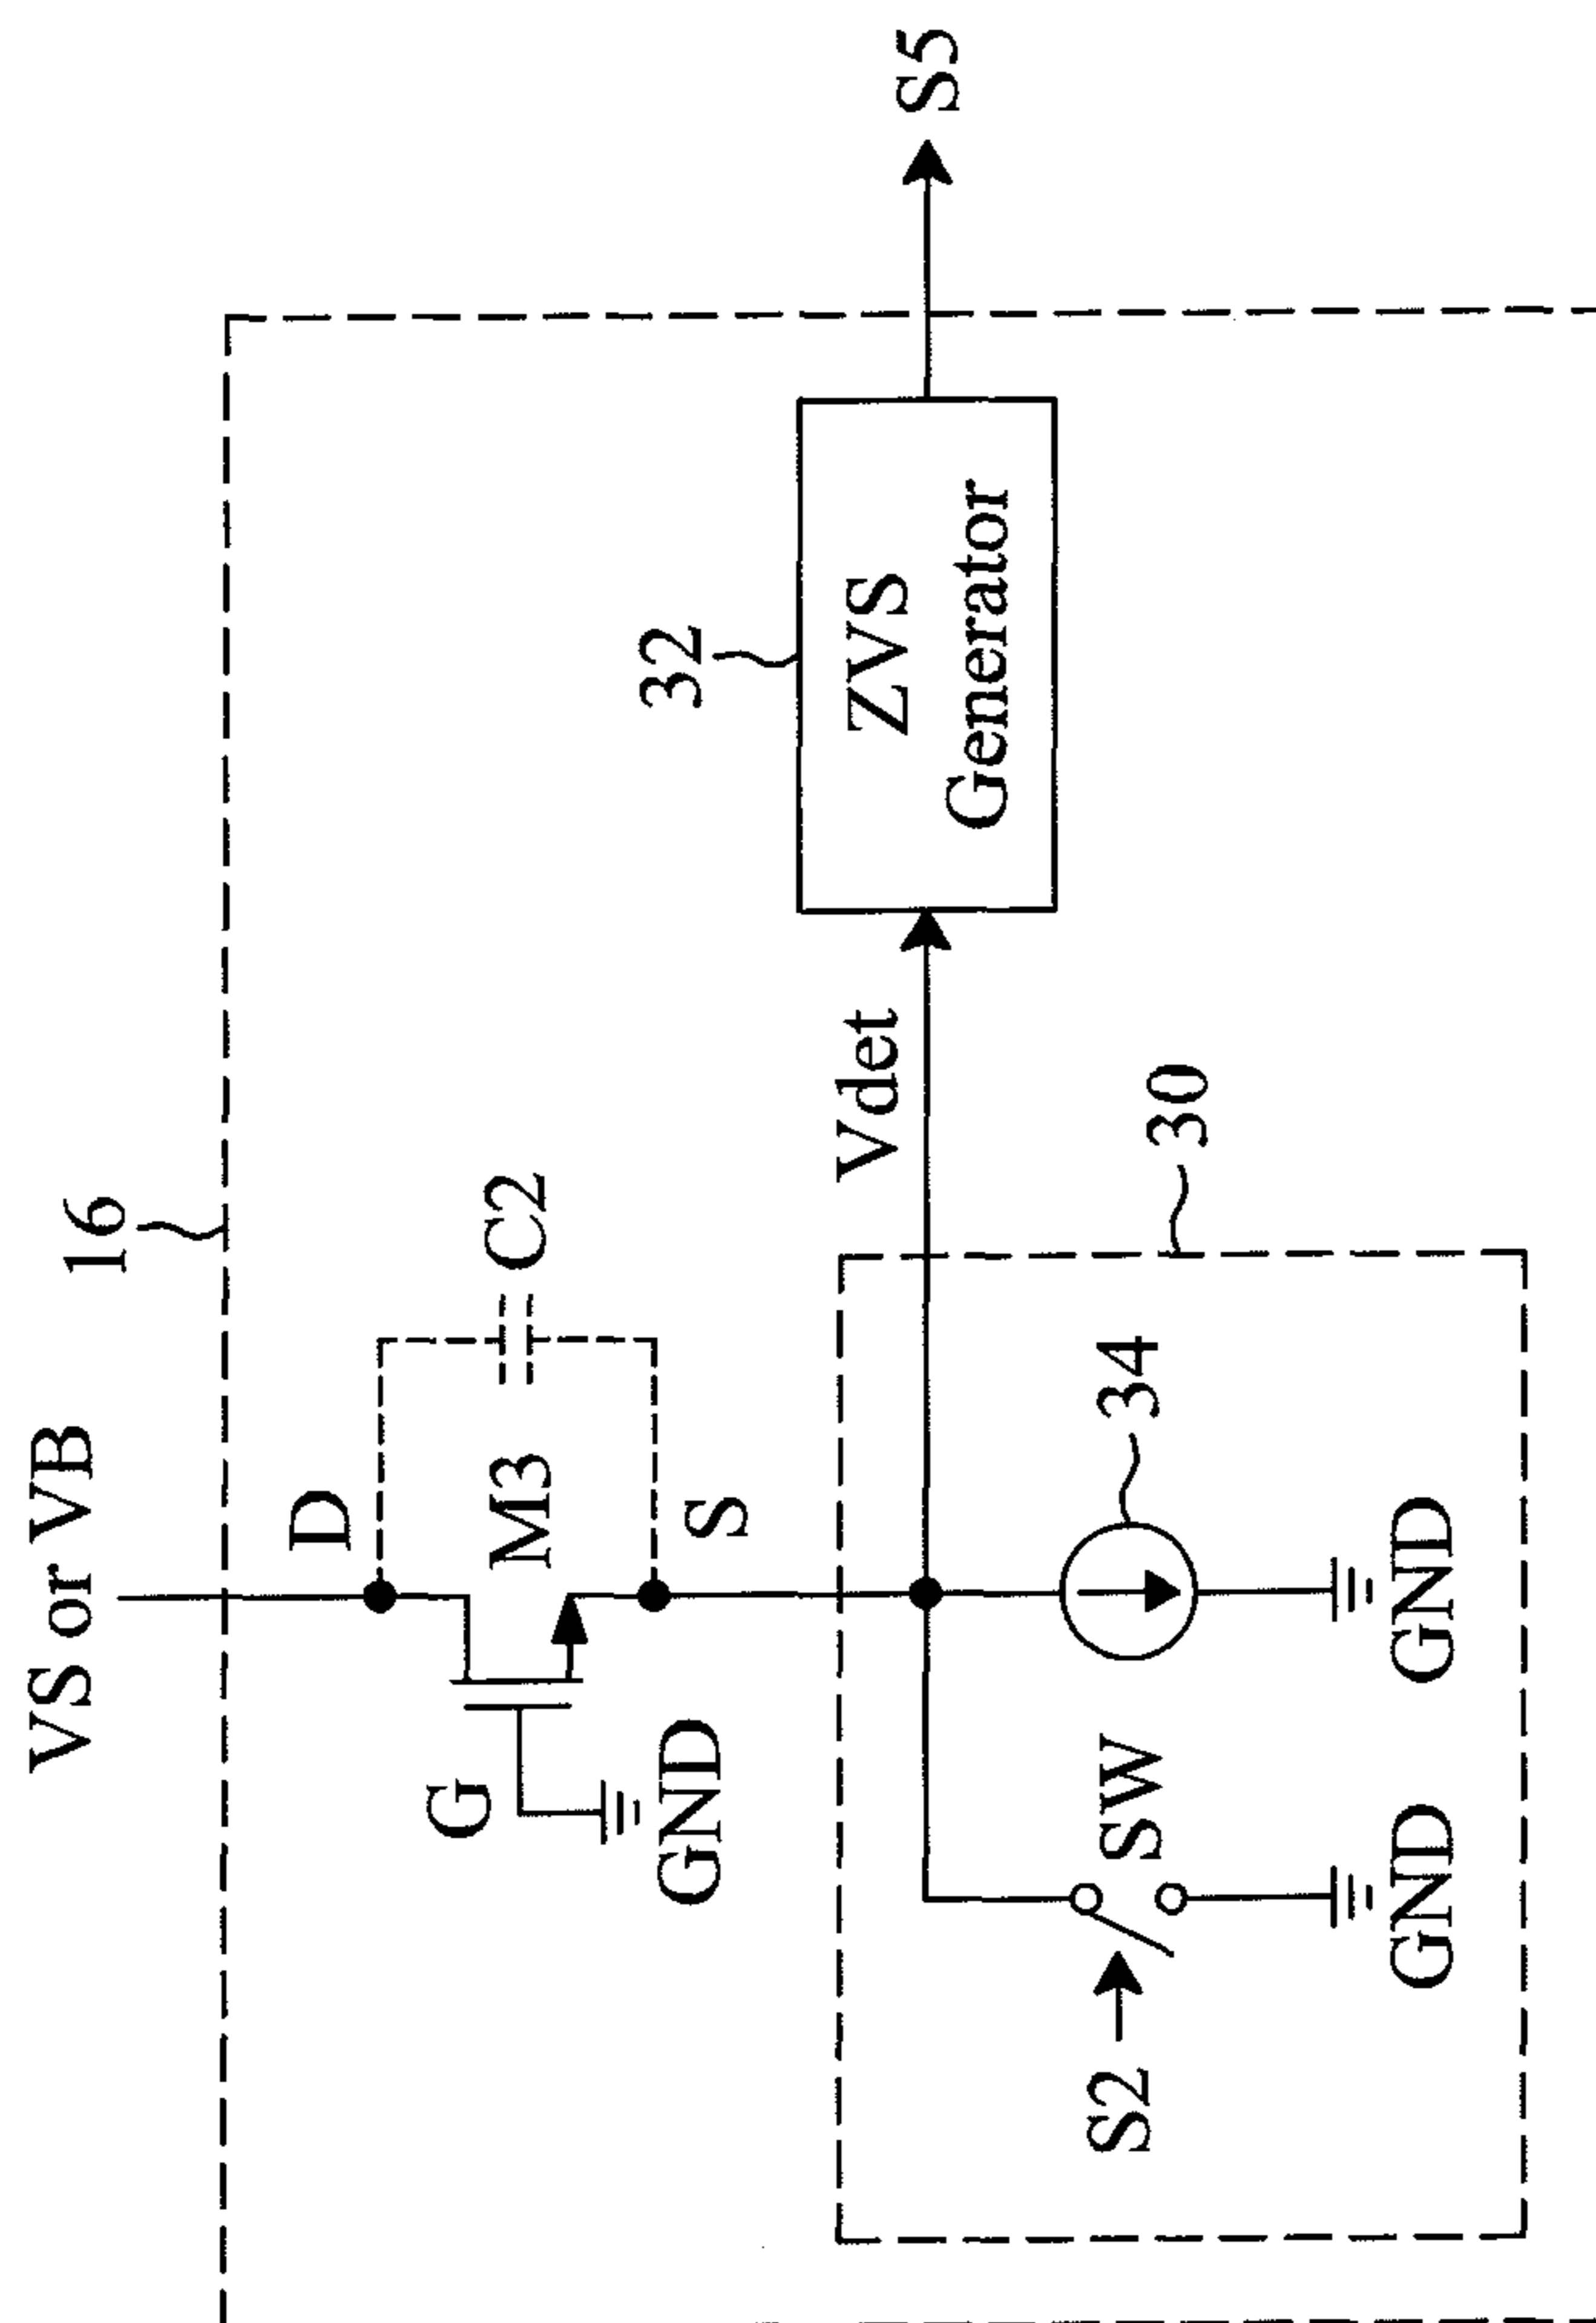 VS or VB
16
D
M3
C2
G
GND
S
Vdet
32
ZVS
Generator
S5
30
S2
SW
34
GND
GND